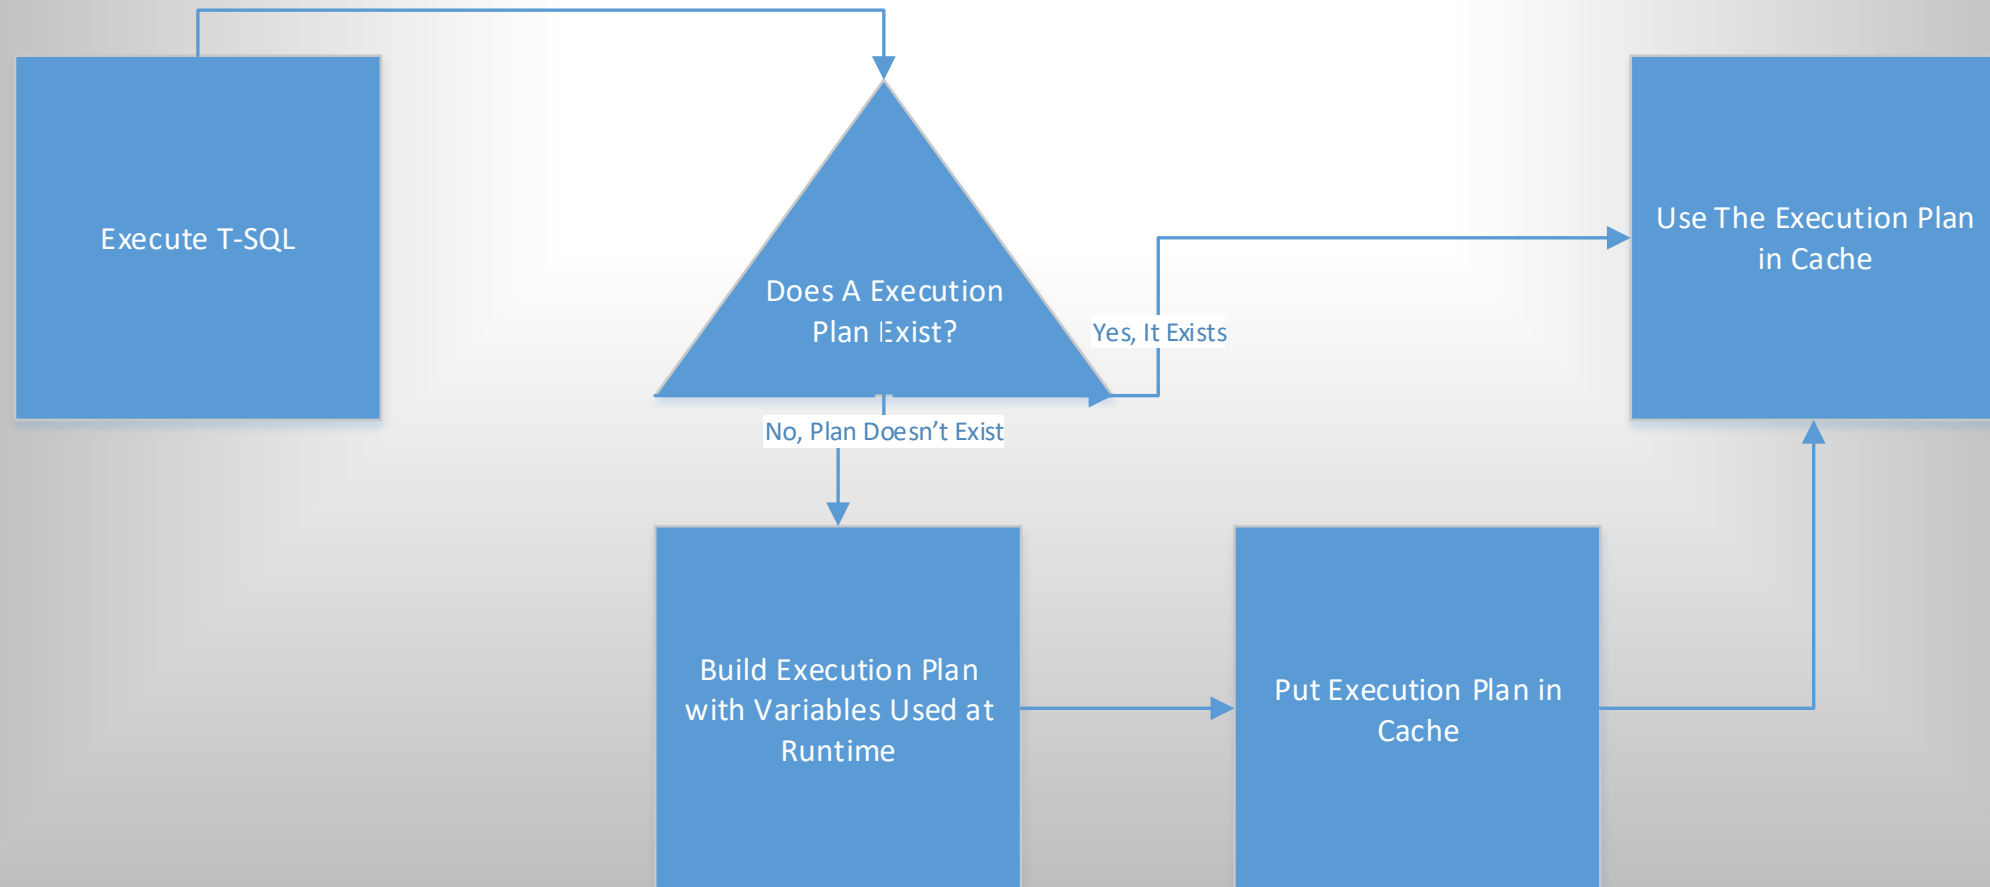 Execute T-SQL
Does A Execution
Plan Exist?
Yes, It Exists
Use The Execution Plan
in Cache
No, Plan Doesn’t Exist
Build Execution Plan
with Variables Used at
Runtime
Put Execution Plan in
Cache